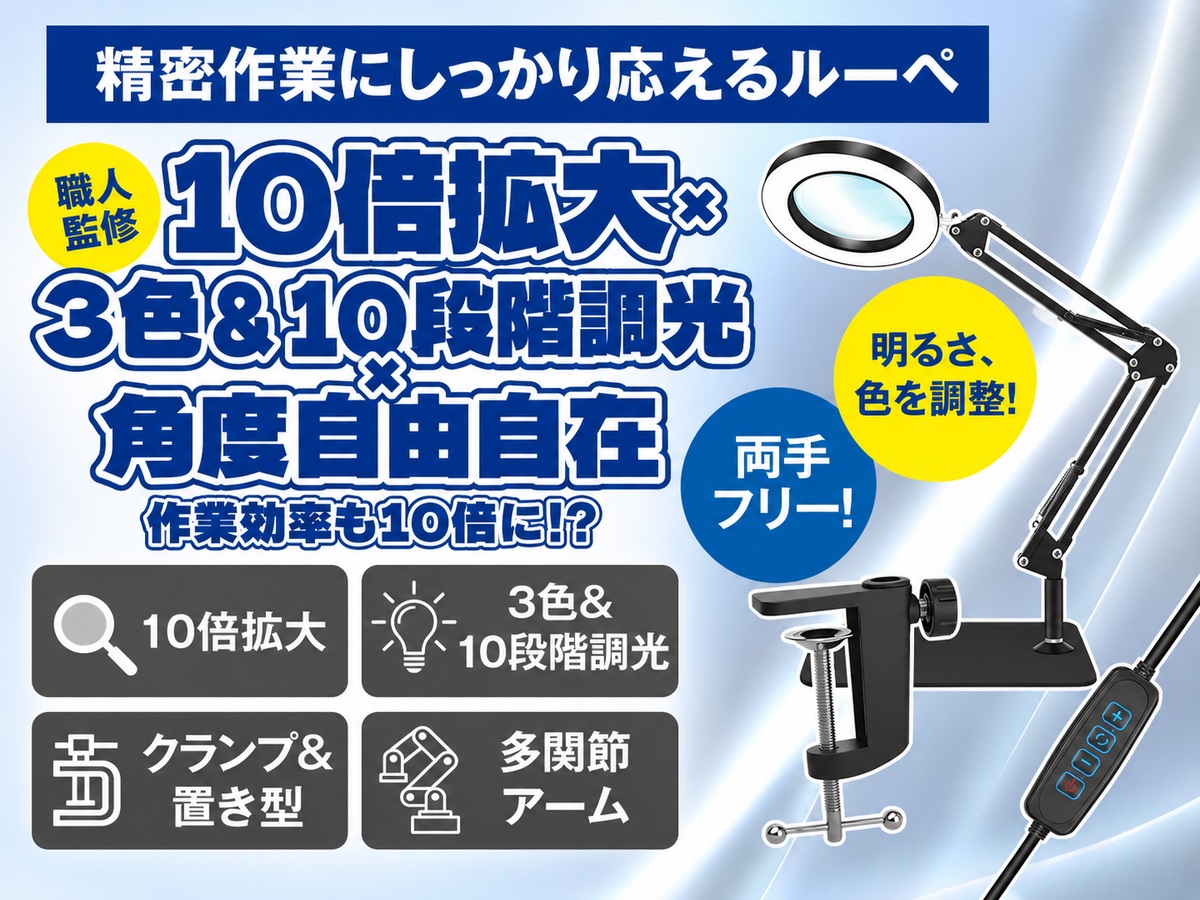 精密作業にしっかり応えるルーペ
職人
監修
10倍拡大×
3色&10段階調光
×
角度自由自在
作業効率も10倍に!?
明るさ、
色を調整!
両手
フリー!
10倍拡大
3色&
10段階調光
クランプ&
置き型
多関節
アーム